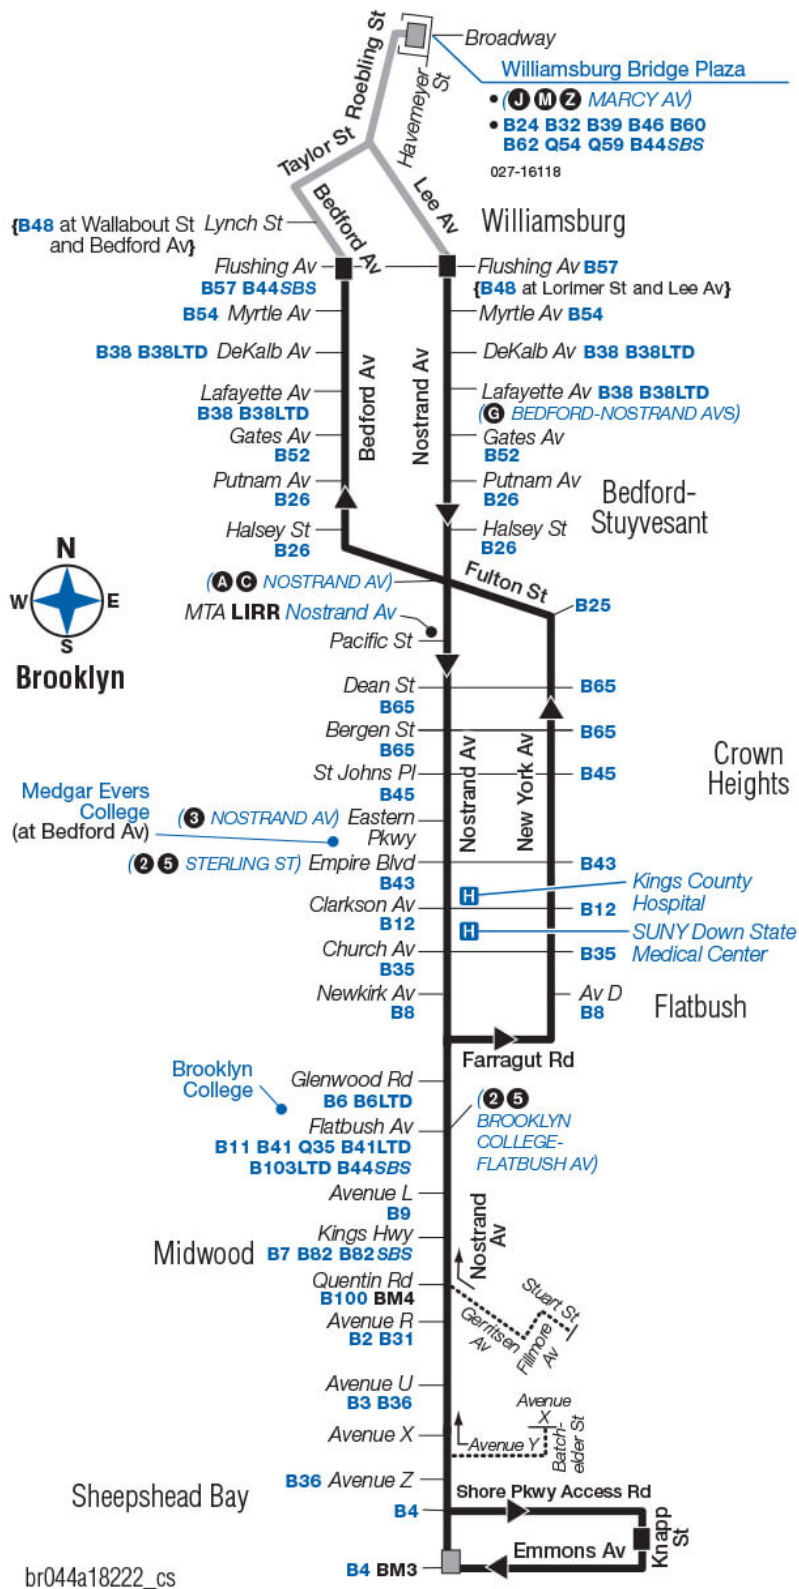 Broadway
Williamsburg Bridge Plaza
• (J M Z MARCY AV)
• B24 B32 B39 B46 B60
B62 Q54 Q59 B44SBS
027-16118
Roebling St
Havemeyer St
Taylor St
Bedford Av
Lee Av
Williamsburg
{B48 at Wallabout St
and Bedford Av}
Lynch St
Flushing Av
B57 B44SBS
Flushing Av B57
{B48 at Lorimer St and Lee Av}
B54 Myrtle Av
Myrtle Av B54
B38 B38LTD DeKalb Av
DeKalb Av B38 B38LTD
Bedford Av
Nostrand Av
Lafayette Av
B38 B38LTD
Lafayette Av B38 B38LTD
(G BEDFORD-NOSTRAND AVS)
Gates Av
B52
Gates Av
B52
Putnam Av
B26
Putnam Av
B26
Bedford-
Stuyvesant
Halsey St
B26
Halsey St
B26
N
W E
S
Brooklyn
(A C NOSTRAND AV)
Fulton St
MTA LIRR Nostrand Av
B25
Pacific St
Dean St
B65
B65
Bergen St
B65
B65
Nostrand Av
New York Av
Crown
Heights
St Johns Pl
B45
B45
Medgar Evers
College
(at Bedford Av)
(3 NOSTRAND AV) Eastern
Pkwy
(2 5 STERLING ST) Empire Blvd
B43
B43
H
Kings County
Hospital
Clarkson Av
B12
B12
H
SUNY Down State
Medical Center
Church Av
B35
B35
Newkirk Av
B8
Av D
B8
Flatbush
Farragut Rd
Brooklyn
College
Glenwood Rd
B6 B6LTD
(2 5
BROOKLYN
COLLEGE-
FLATBUSH AV)
Flatbush Av
B11 B41 Q35 B41LTD
B103LTD B44SBS
Avenue L
B9
Midwood
Kings Hwy
B7 B82 B82SBS
Nostrand
Av
Quentin Rd
B100 BM4
Gerritsen
Av
Stuart St
Fillmore
Av
Avenue R
B2 B31
Avenue U
B3 B36
Avenue X
Avenue
X
Avenue Y
Batch-
elder St
Sheepshead Bay
B36 Avenue Z
Shore Pkwy Access Rd
B4
Knapp
St
Emmons Av
B4 BM3
br044a18222_cs